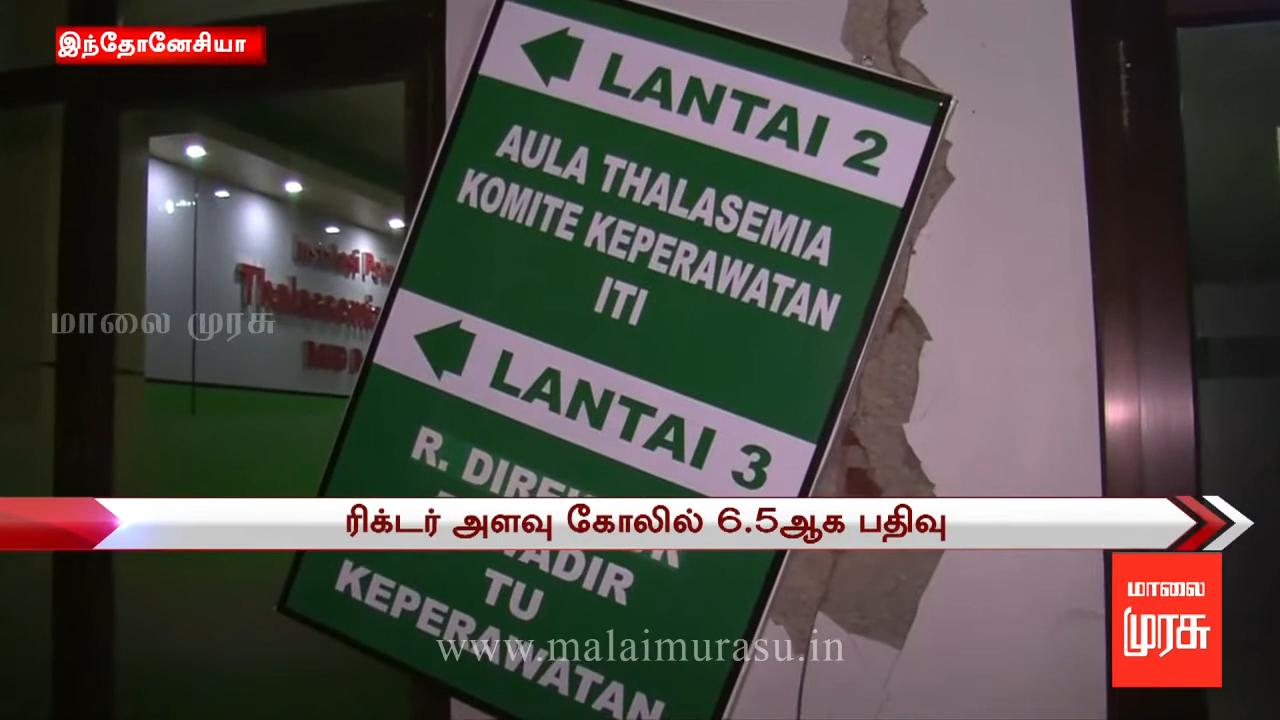 இந்தோனேசியா
LANTAI 2
AULA THALASEMIA
KOMITE KEPERAWATAN
ITI
மாலை முரசு
LANTAI 3
R.
ரிக்டர் அளவு கோலில் 6.5ஆக பதிவு
TU
KEPERAWATAN
www.malaimurasu.in
மாலை
முரசு